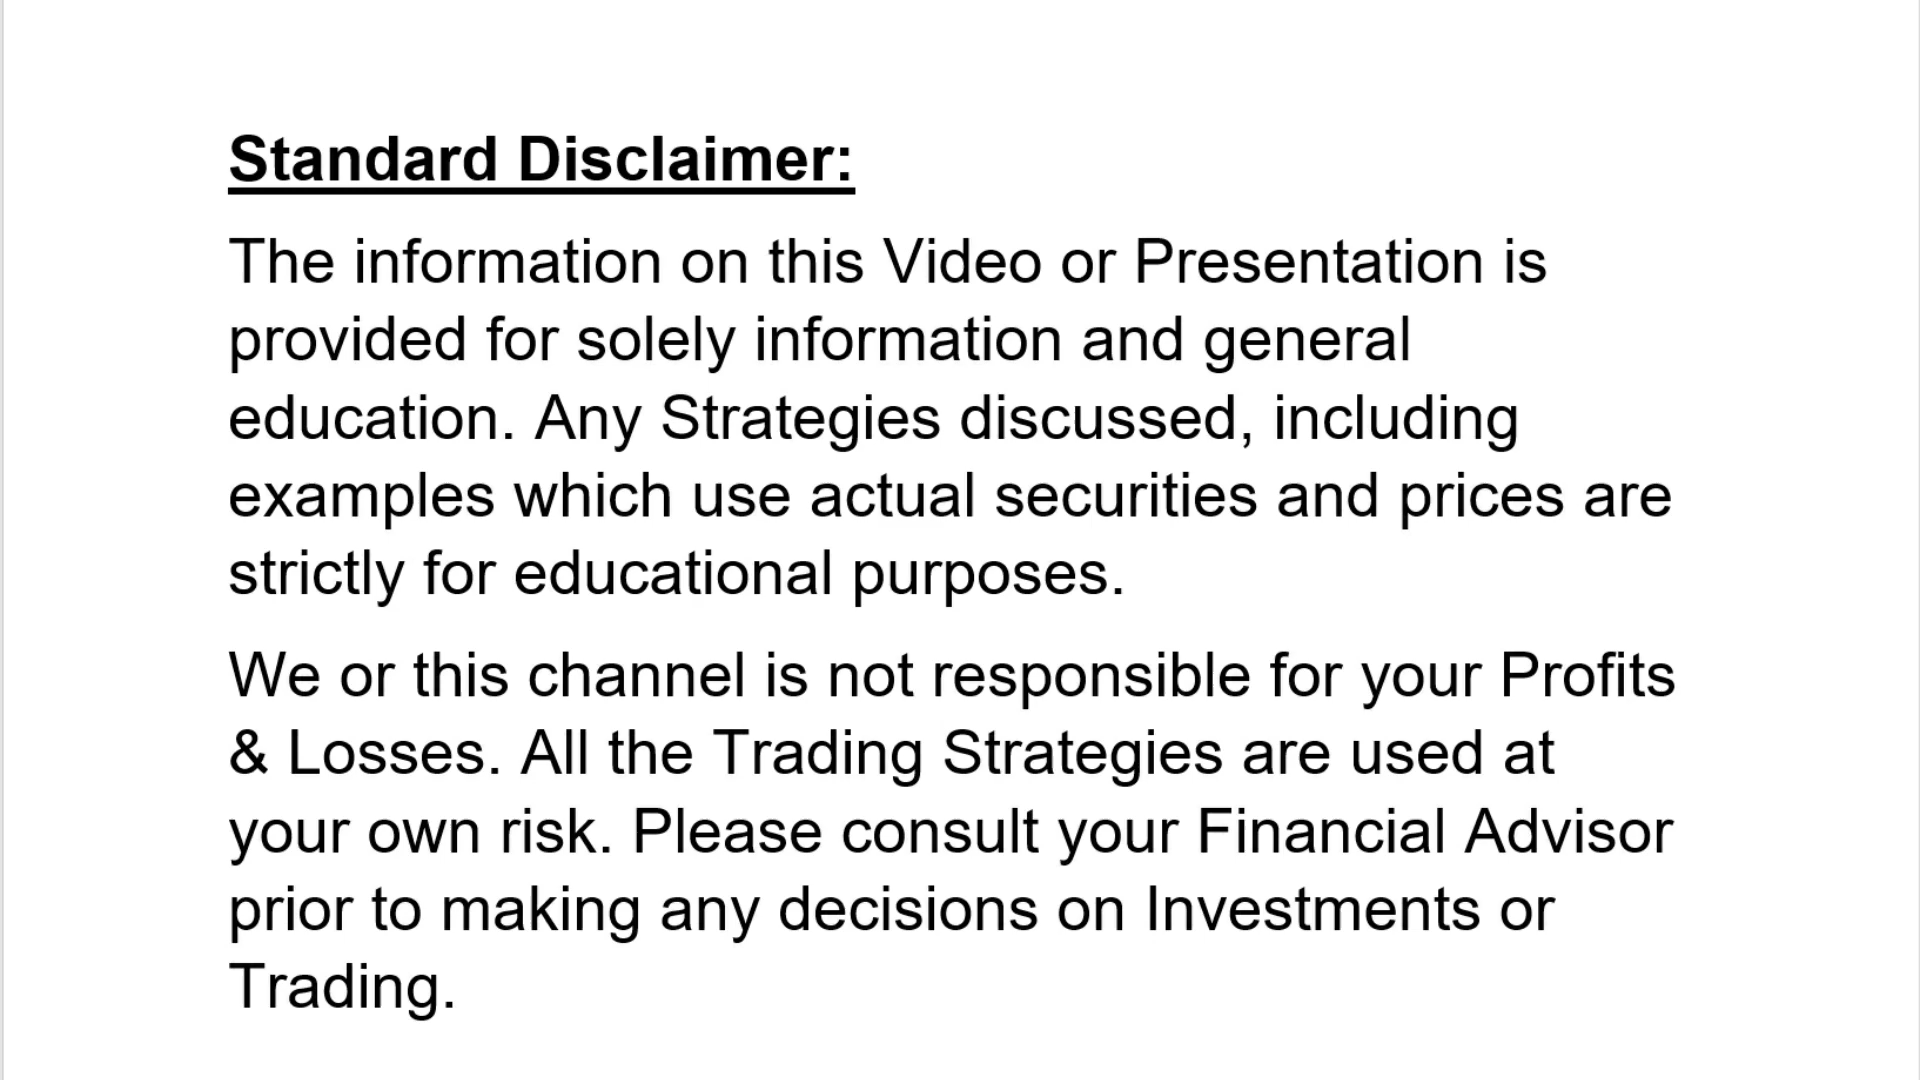 Standard Disclaimer:
The information on this Video or Presentation is
provided for solely information and general
education. Any Strategies discussed, including
examples which use actual securities and prices are
strictly for educational purposes.
We or this channel is not responsible for your Profits
& Losses. All the Trading Strategies are used at
your own risk. Please consult your Financial Advisor
prior to making any decisions on Investments or
Trading.